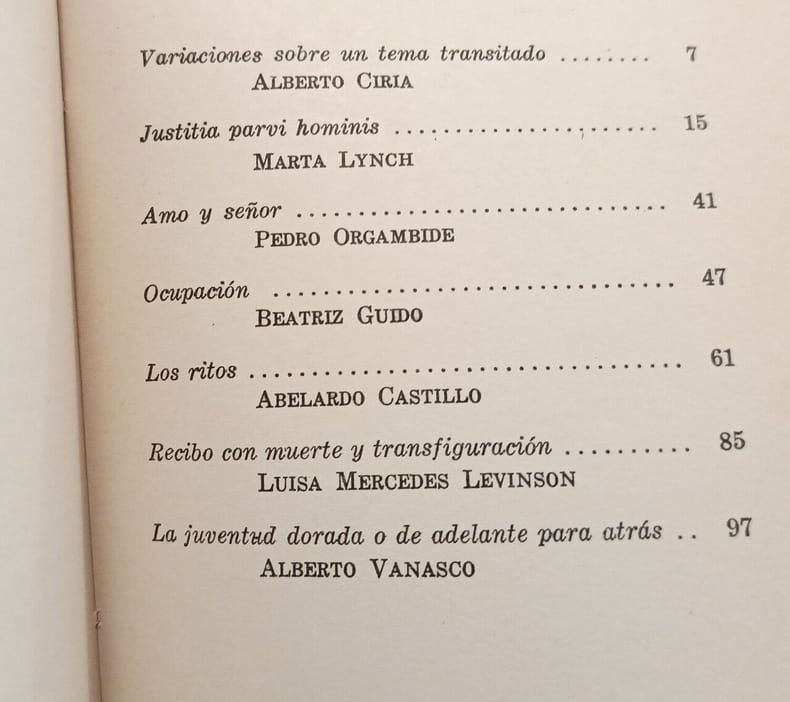 Variaciones sobre un tema transitado ........ 7
ALBERTO CIRIA
Justitia parvi hominis ...................... 15
MARTA LYNCH
Amo y señor .............................. 41
PEDRO ORGAMBIDE
Ocupación ................................. 47
BEATRIZ GUIDO
Los ritos ................................... 61
ABELARDO CASTILLO
Recibo con muerte y transfiguración .......... 85
LUISA MERCEDES LEVINSON
La juventud dorada o de adelante para atrás .. 97
ALBERTO VANASCO